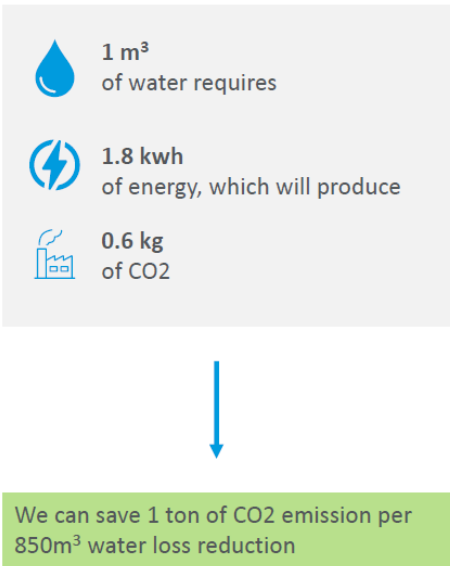 1 m³
of water requires
1.8 kwh
of energy, which will produce
0.6 kg
of CO2
We can save 1 ton of CO2 emission per
850m³ water loss reduction